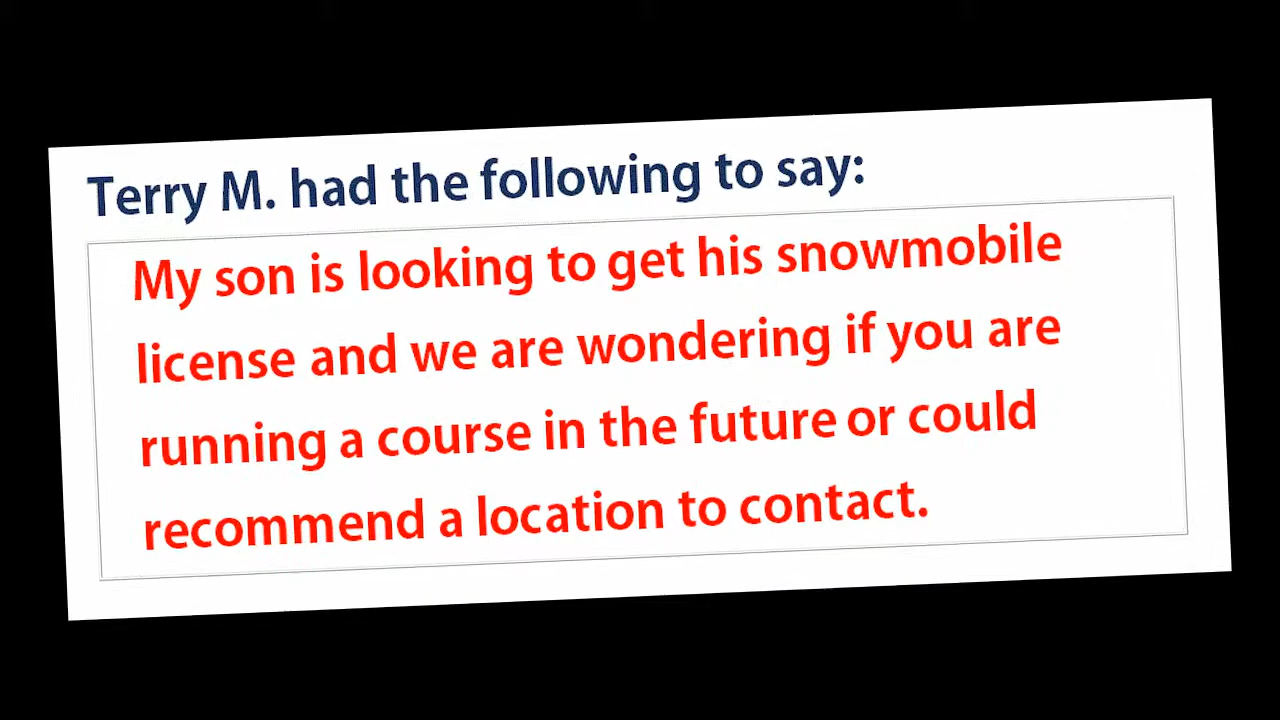 Terry M. had the following to say:
My son is looking to get his snowmobile
license and we are wondering if you are
running a course in the future or could
recommend a location to contact.